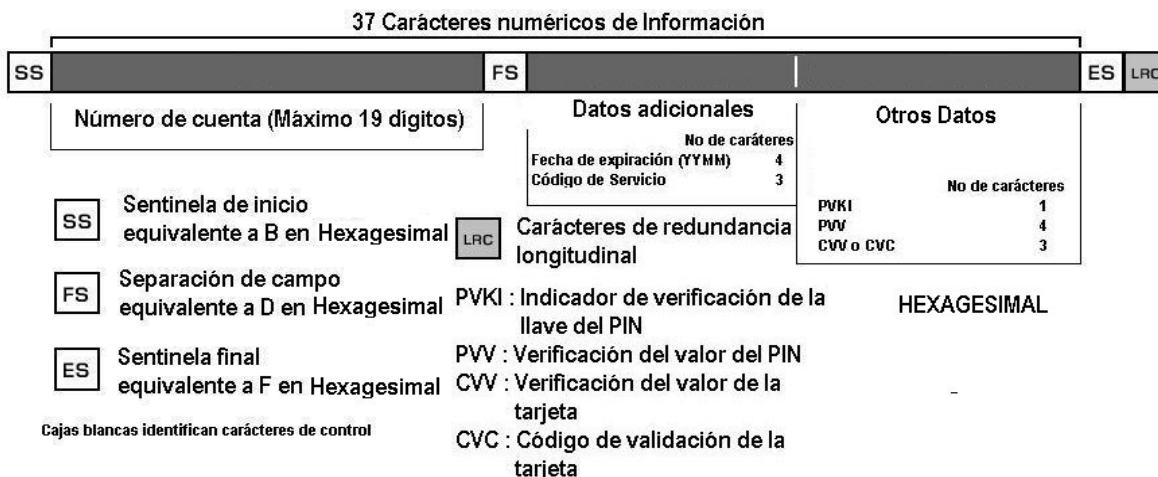 37 Carácteres numéricos de Información
SS
FS
ES
LRC
Número de cuenta (Máximo 19 dígitos)
Datos adicionales
No de caráteres
Fecha de expiración (YYMM) 4
Código de Servicio 3
Otros Datos
No de carácteres
PVKI 1
PVV 4
CVV o CVC 3
SS
Sentinela de inicio
equivalente a B en Hexagesimal
FS
Separación de campo
equivalente a D en Hexagesimal
ES
Sentinela final
equivalente a F en Hexagesimal
Cajas blancas identifican carácteres de control
LRC
Carácteres de redundancia
longitudinal
PVKI : Indicador de verificación de la
llave del PIN
PVV : Verificación del valor del PIN
CVV : Verificación del valor de la
tarjeta
CVC : Código de validación de la
tarjeta
HEXAGESIMAL